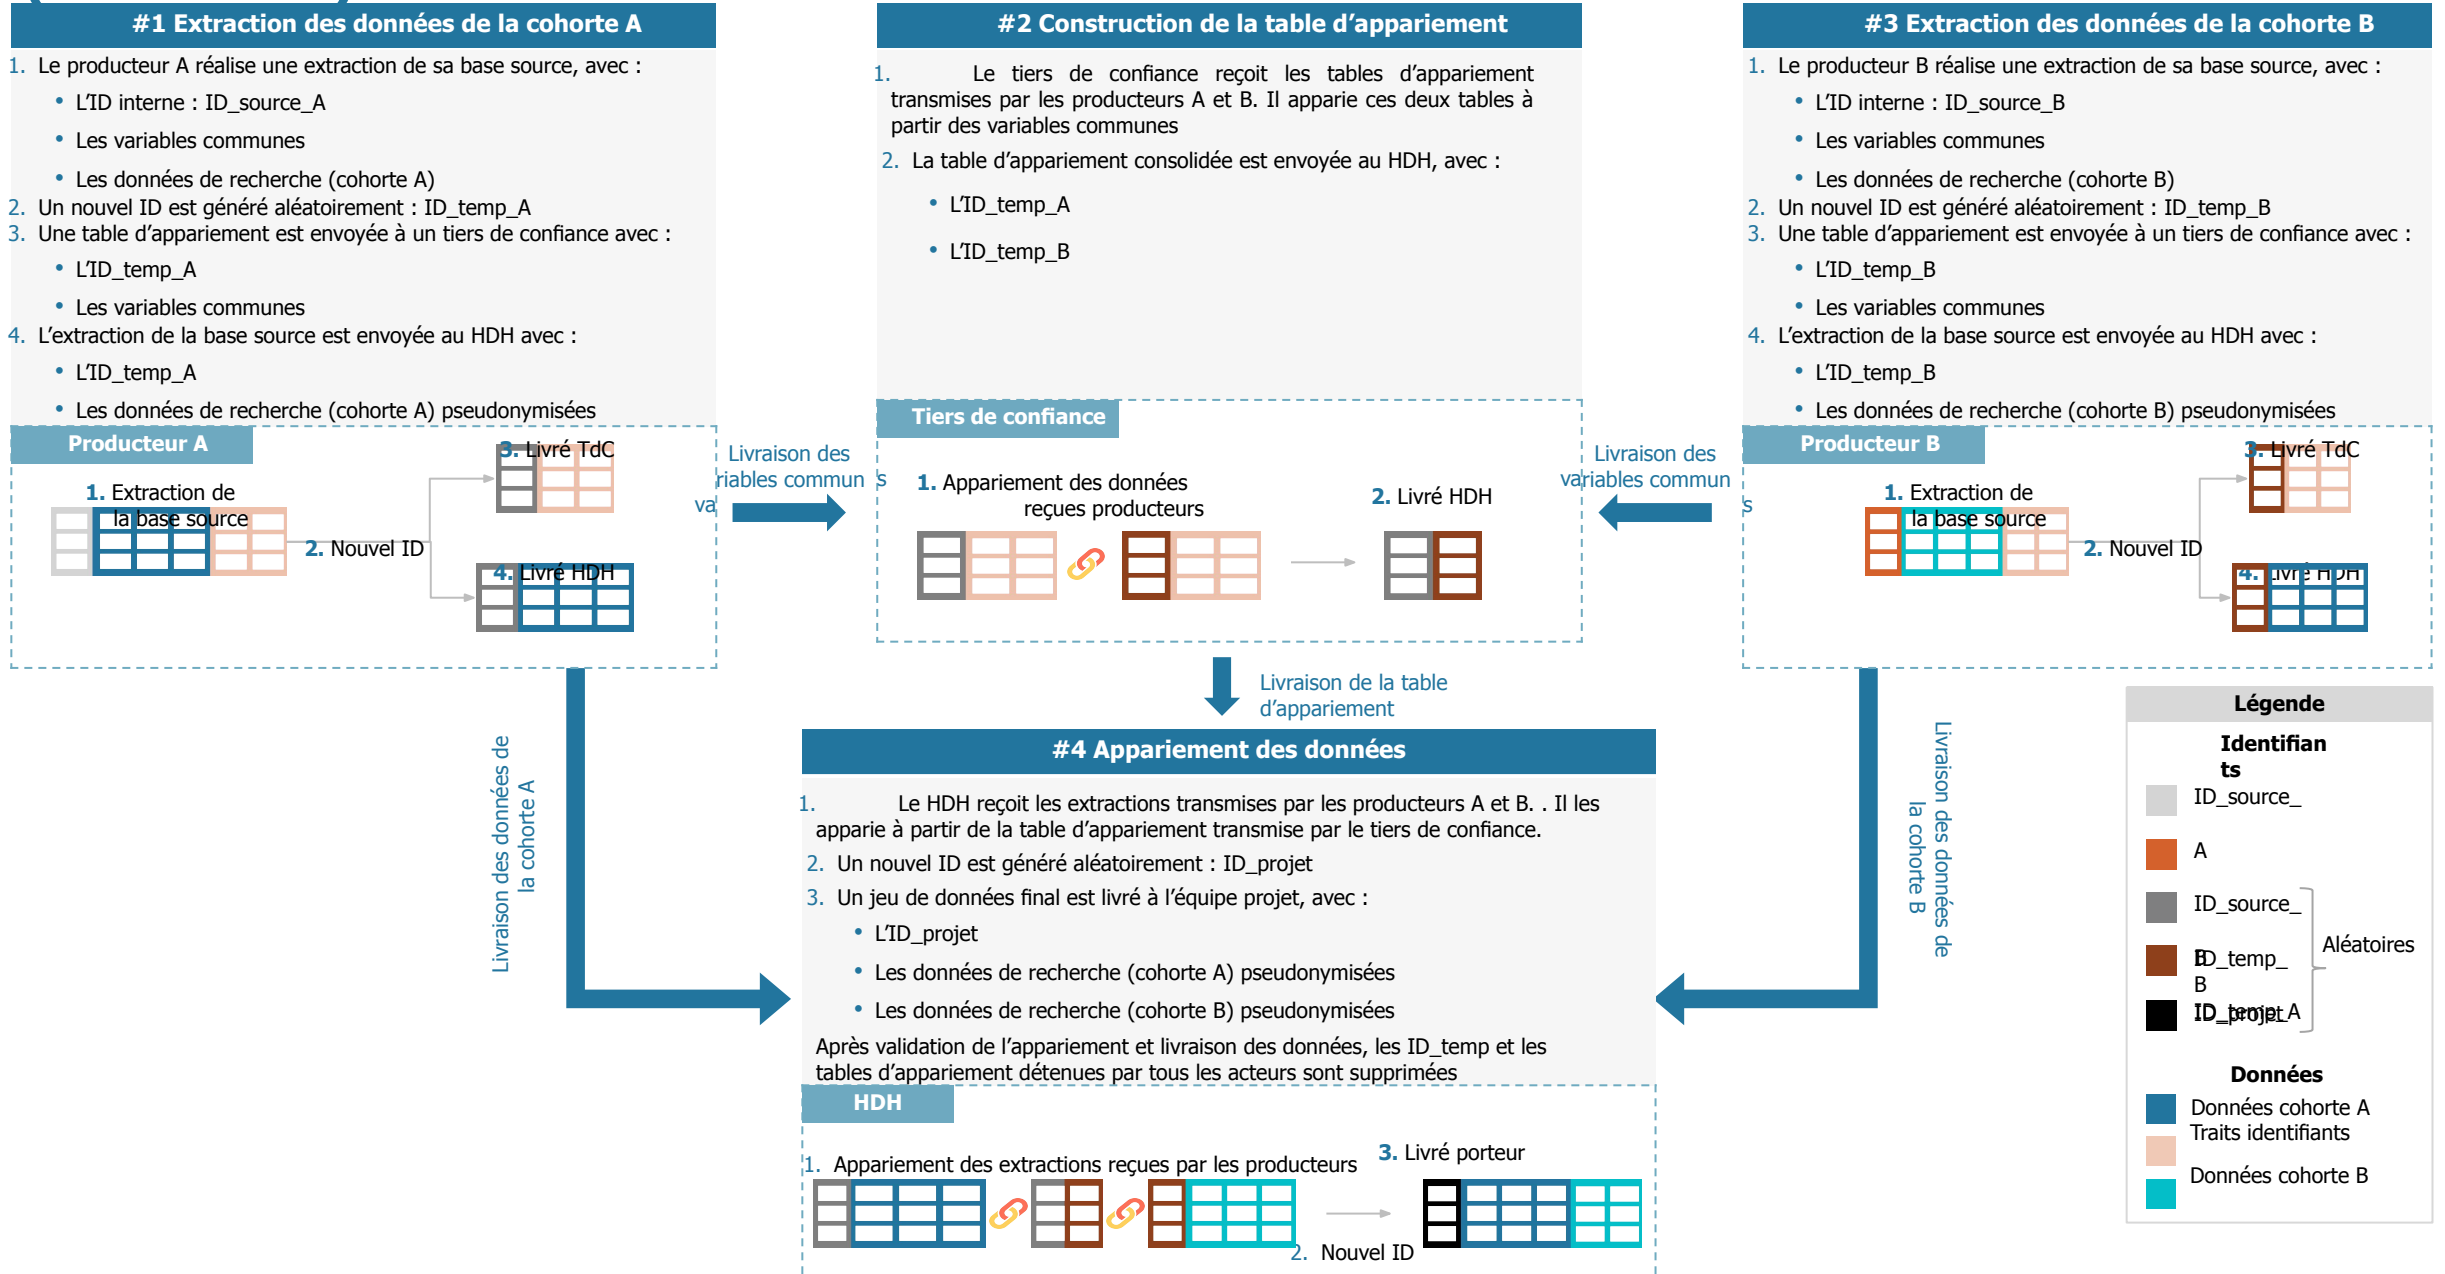 #1 Extraction des données de la cohorte A
1. Le producteur A réalise une extraction de sa base source, avec :
• L'ID interne : ID_source_A
• Les variables communes
• Les données de recherche (cohorte A)
2. Un nouvel ID est généré aléatoirement : ID_temp_A
3. Une table d'appariement est envoyée à un tiers de confiance avec :
• L'ID_temp_A
• Les variables communes
4. L'extraction de la base source est envoyée au HDH avec :
• L'ID_temp_A
• Les données de recherche (cohorte A) pseudonymisées
Producteur A
1. Extraction de
la base source
2. Nouvel ID
3. Livré TdC
4. Livré HDH
Livraison des
variables communes
#2 Construction de la table d'appariement
1. Le tiers de confiance reçoit les tables d'appariement
transmises par les producteurs A et B. Il apparie ces deux tables à
partir des variables communes
2. La table d'appariement consolidée est envoyée au HDH, avec :
• L'ID_temp_A
• L'ID_temp_B
Tiers de confiance
1. Appariement des données
reçues producteurs
2. Livré HDH
Livraison des
variables communes
#3 Extraction des données de la cohorte B
1. Le producteur B réalise une extraction de sa base source, avec :
• L'ID interne : ID_source_B
• Les variables communes
• Les données de recherche (cohorte B)
2. Un nouvel ID est généré aléatoirement : ID_temp_B
3. Une table d'appariement est envoyée à un tiers de confiance avec :
• L'ID_temp_B
• Les variables communes
4. L'extraction de la base source est envoyée au HDH avec :
• L'ID_temp_B
• Les données de recherche (cohorte B) pseudonymisées
Producteur B
1. Extraction de
la base source
2. Nouvel ID
3. Livré TdC
4. Livré HDH
Livraison des données de
la cohorte A
Livraison de la table
d'appariement
Livraison des données de
la cohorte B
#4 Appariement des données
1. Le HDH reçoit les extractions transmises par les producteurs A et B. . Il les
apparie à partir de la table d'appariement transmise par le tiers de confiance.
2. Un nouvel ID est généré aléatoirement : ID_projet
3. Un jeu de données final est livré à l'équipe projet, avec :
• L'ID_projet
• Les données de recherche (cohorte A) pseudonymisées
• Les données de recherche (cohorte B) pseudonymisées
Après validation de l'appariement et livraison des données, les ID_temp et les
tables d'appariement détenues par tous les acteurs sont supprimées
HDH
1. Appariement des extractions reçues par les producteurs
3. Livré porteur
2. Nouvel ID
Légende
Identifian
ts
ID_source_
A
ID_source_
B
ID_temp_
B
ID_temp_A
ID_projet
Aléatoires
Données
Données cohorte A
Traits identifiants
Données cohorte B